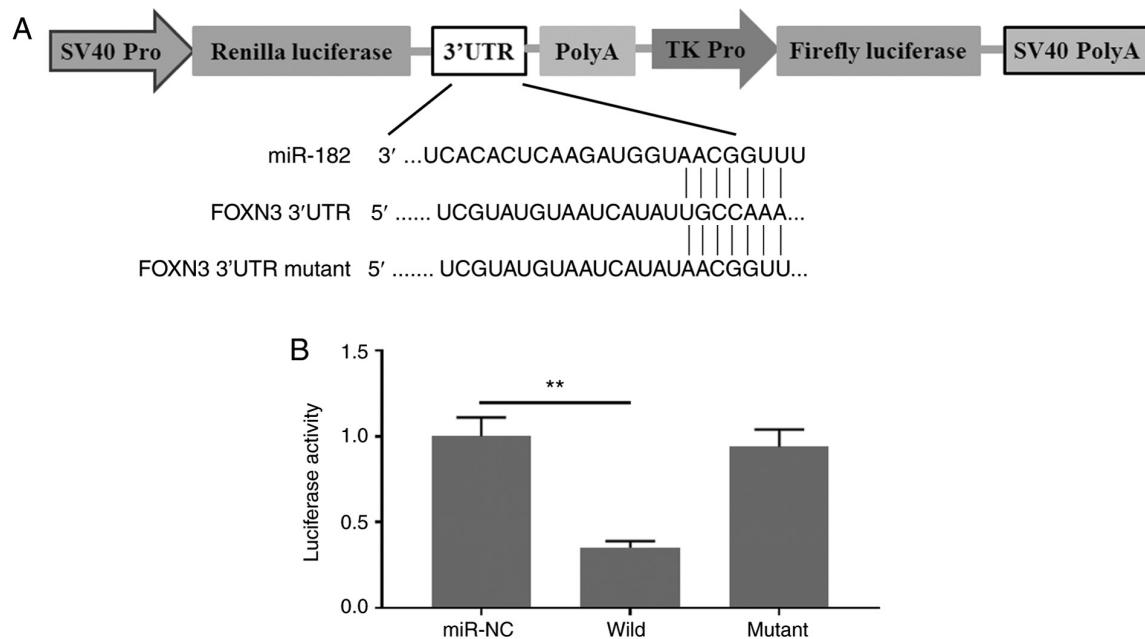 A
SV40 Pro Renilla luciferase 3'UTR PolyA TK Pro Firefly luciferase SV40 PolyA
miR-182 3′ ...UCACACUCAAGAUGGUAACGGUUU
FOXN3 3′UTR 5′ ...... UCGUAUGUAAUCAUAUUGCCAAA...
FOXN3 3′UTR mutant 5′ ....... UCGUAUGUAAUCAUAUAACGGUU...
B
1.5
**
1.0
0.5
0.0
Luciferase activity
miR-NC Wild Mutant